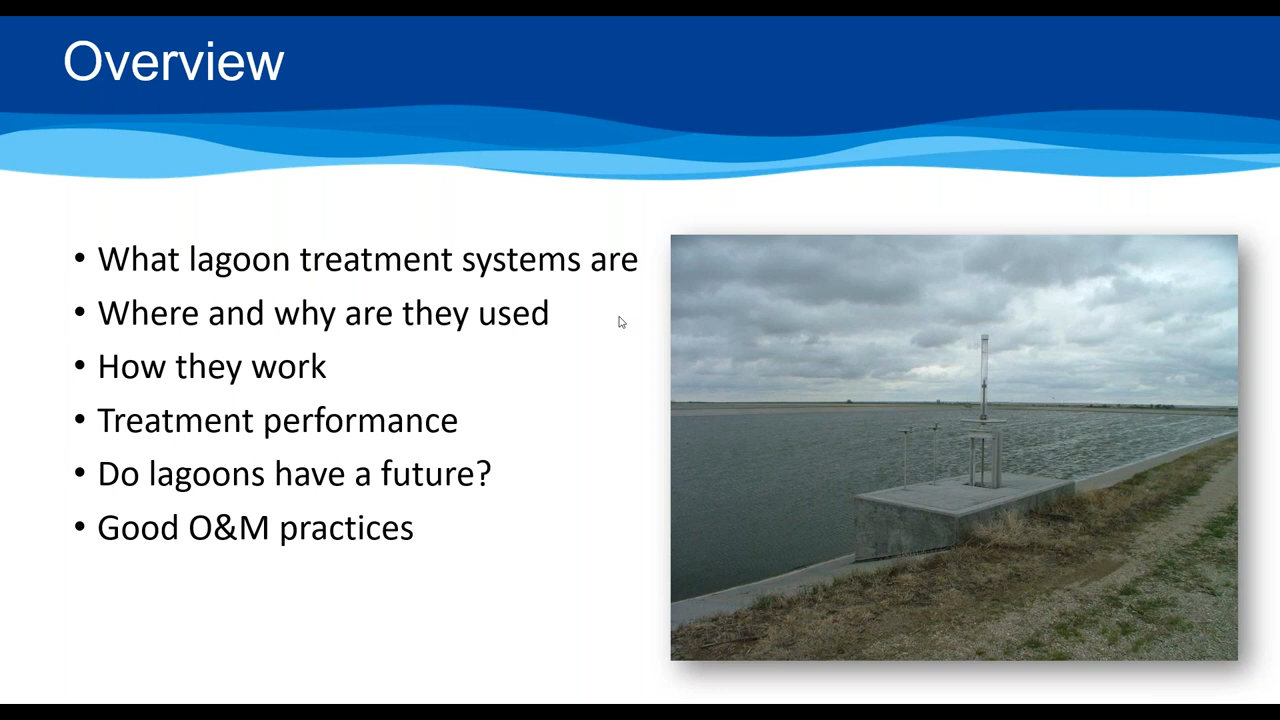 Overview
• What lagoon treatment systems are
• Where and why are they used
• How they work
• Treatment performance
• Do lagoons have a future?
• Good O&M practices